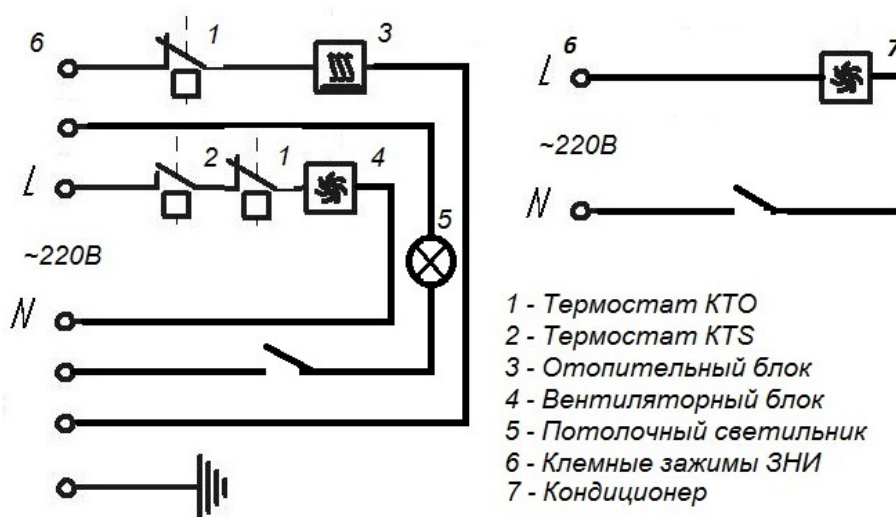 6 1 3
2 1 4
L
~220В
5
N
6 7
L
~220В
N
1 - Термостат КТО
2 - Термостат KTS
3 - Отопительный блок
4 - Вентиляторный блок
5 - Потолочный светильник
6 - Клемные зажимы ЗНИ
7 - Кондиционер